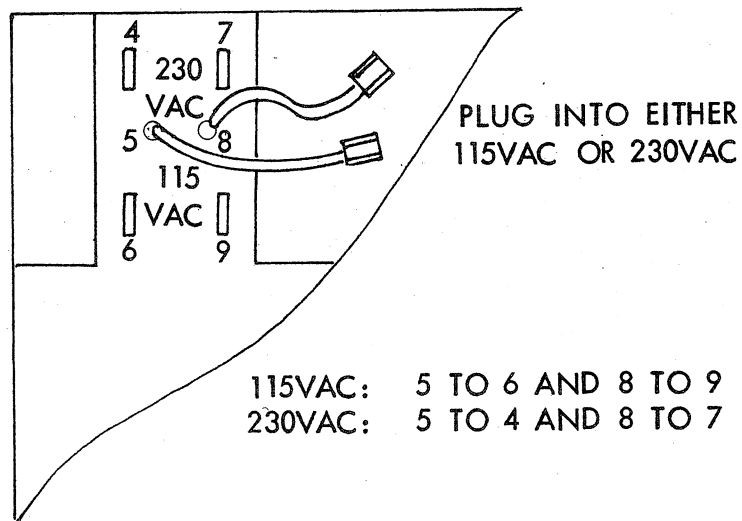 4 7
230
VAC
5 8
115
VAC
6 9
PLUG INTO EITHER
115VAC OR 230VAC
115VAC: 5 TO 6 AND 8 TO 9
230VAC: 5 TO 4 AND 8 TO 7